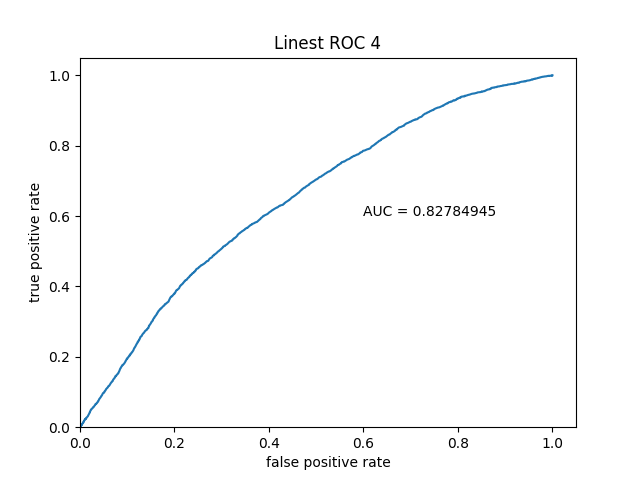 Linest ROC 4
1.0
0.8
0.6
0.4
0.2
0.0
true positive rate
AUC = 0.82784945
0.0 0.2 0.4 0.6 0.8 1.0
false positive rate